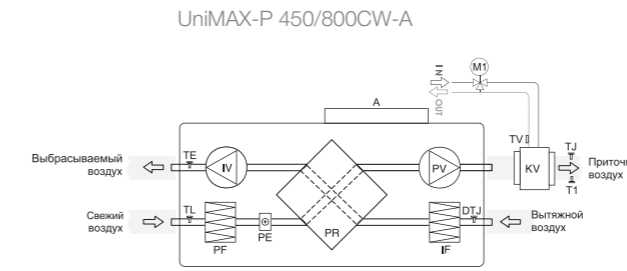 UniMAX-P 450/800CW-A
IN
M1
OUT
A
TV
TJ
Выбрасываемый
воздух
TE
IV
PV
KV
T1
воздух
Свежий
воздух
TL
PF
PE
PR
IF
DTJ
Вытяжной
воздух